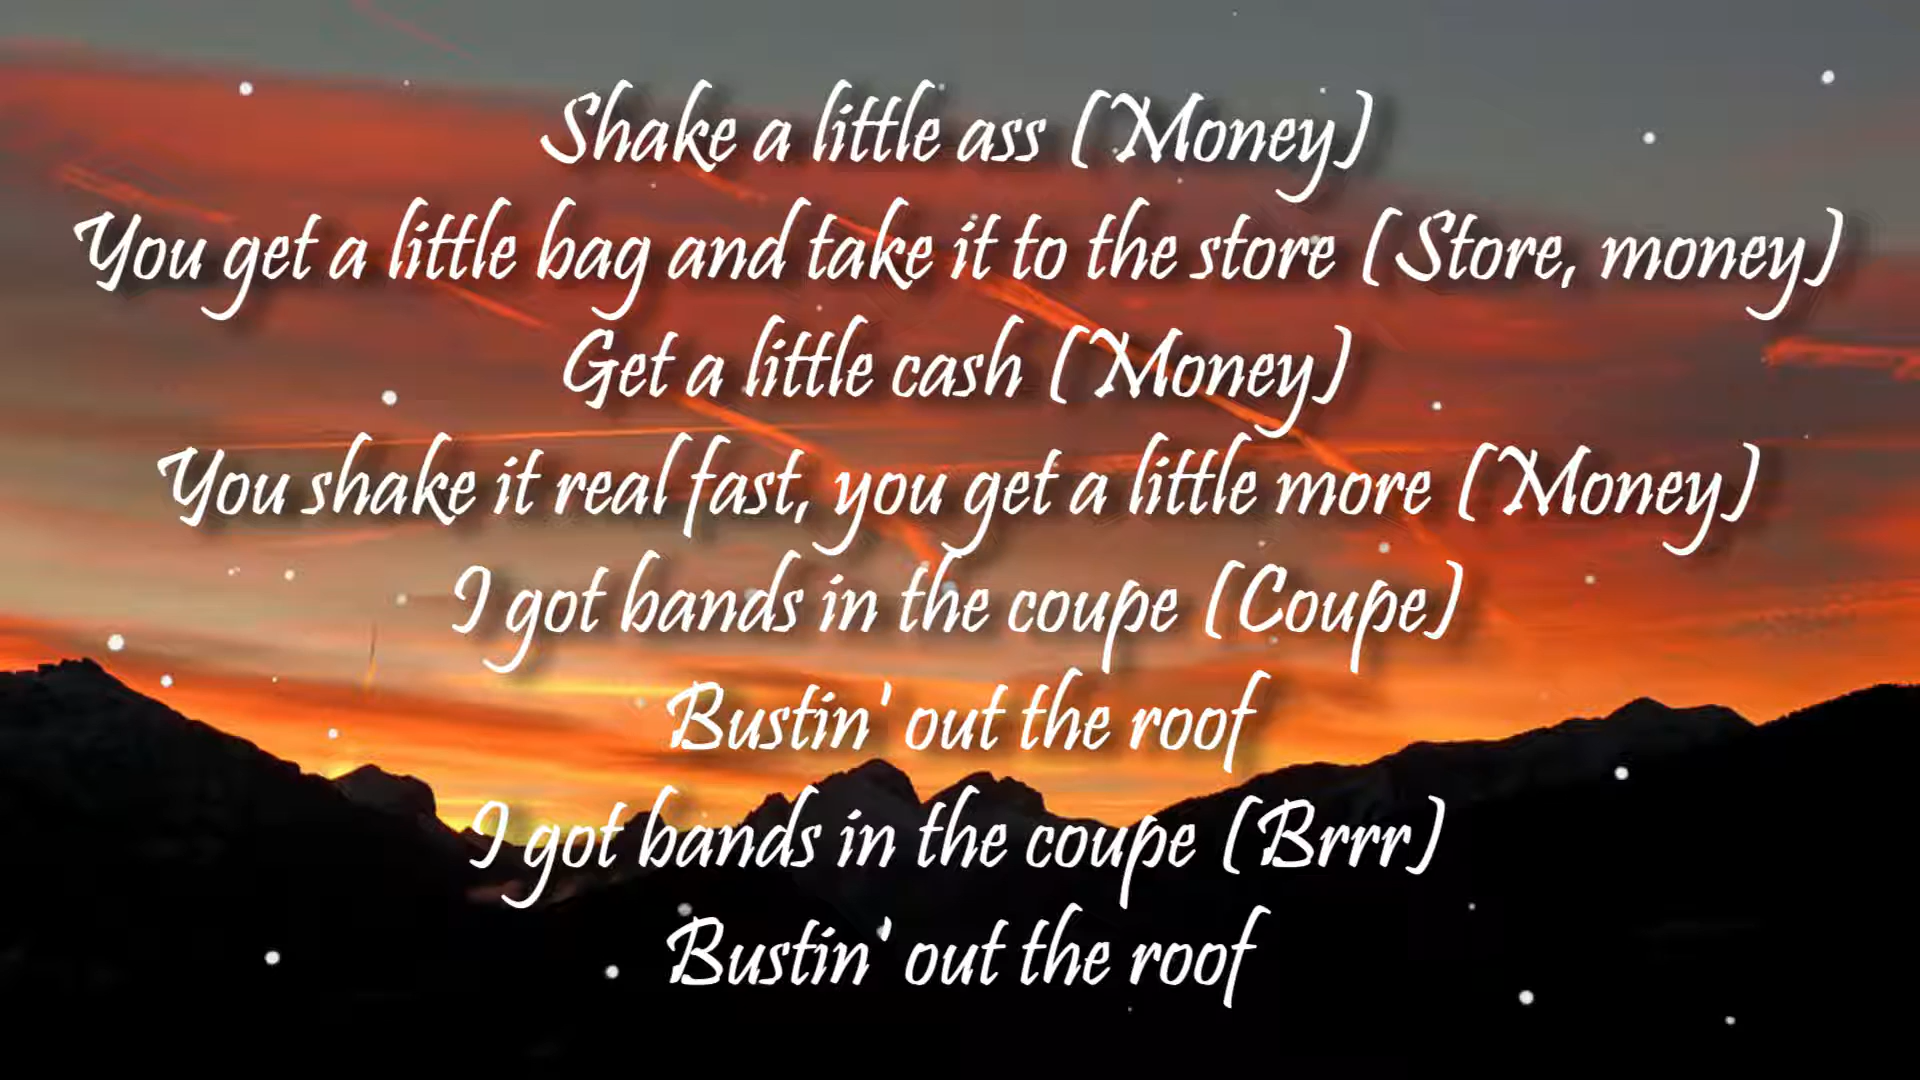 Shake a little ass (Money)
You get a little bag and take it to the store (Store, money)
Get a little cash (Money)
You shake it real fast, you get a little more (Money)
I got bands in the coupe (Coupe)
Bustin' out the roof
I got bands in the coupe (Brrr)
Bustin' out the roof